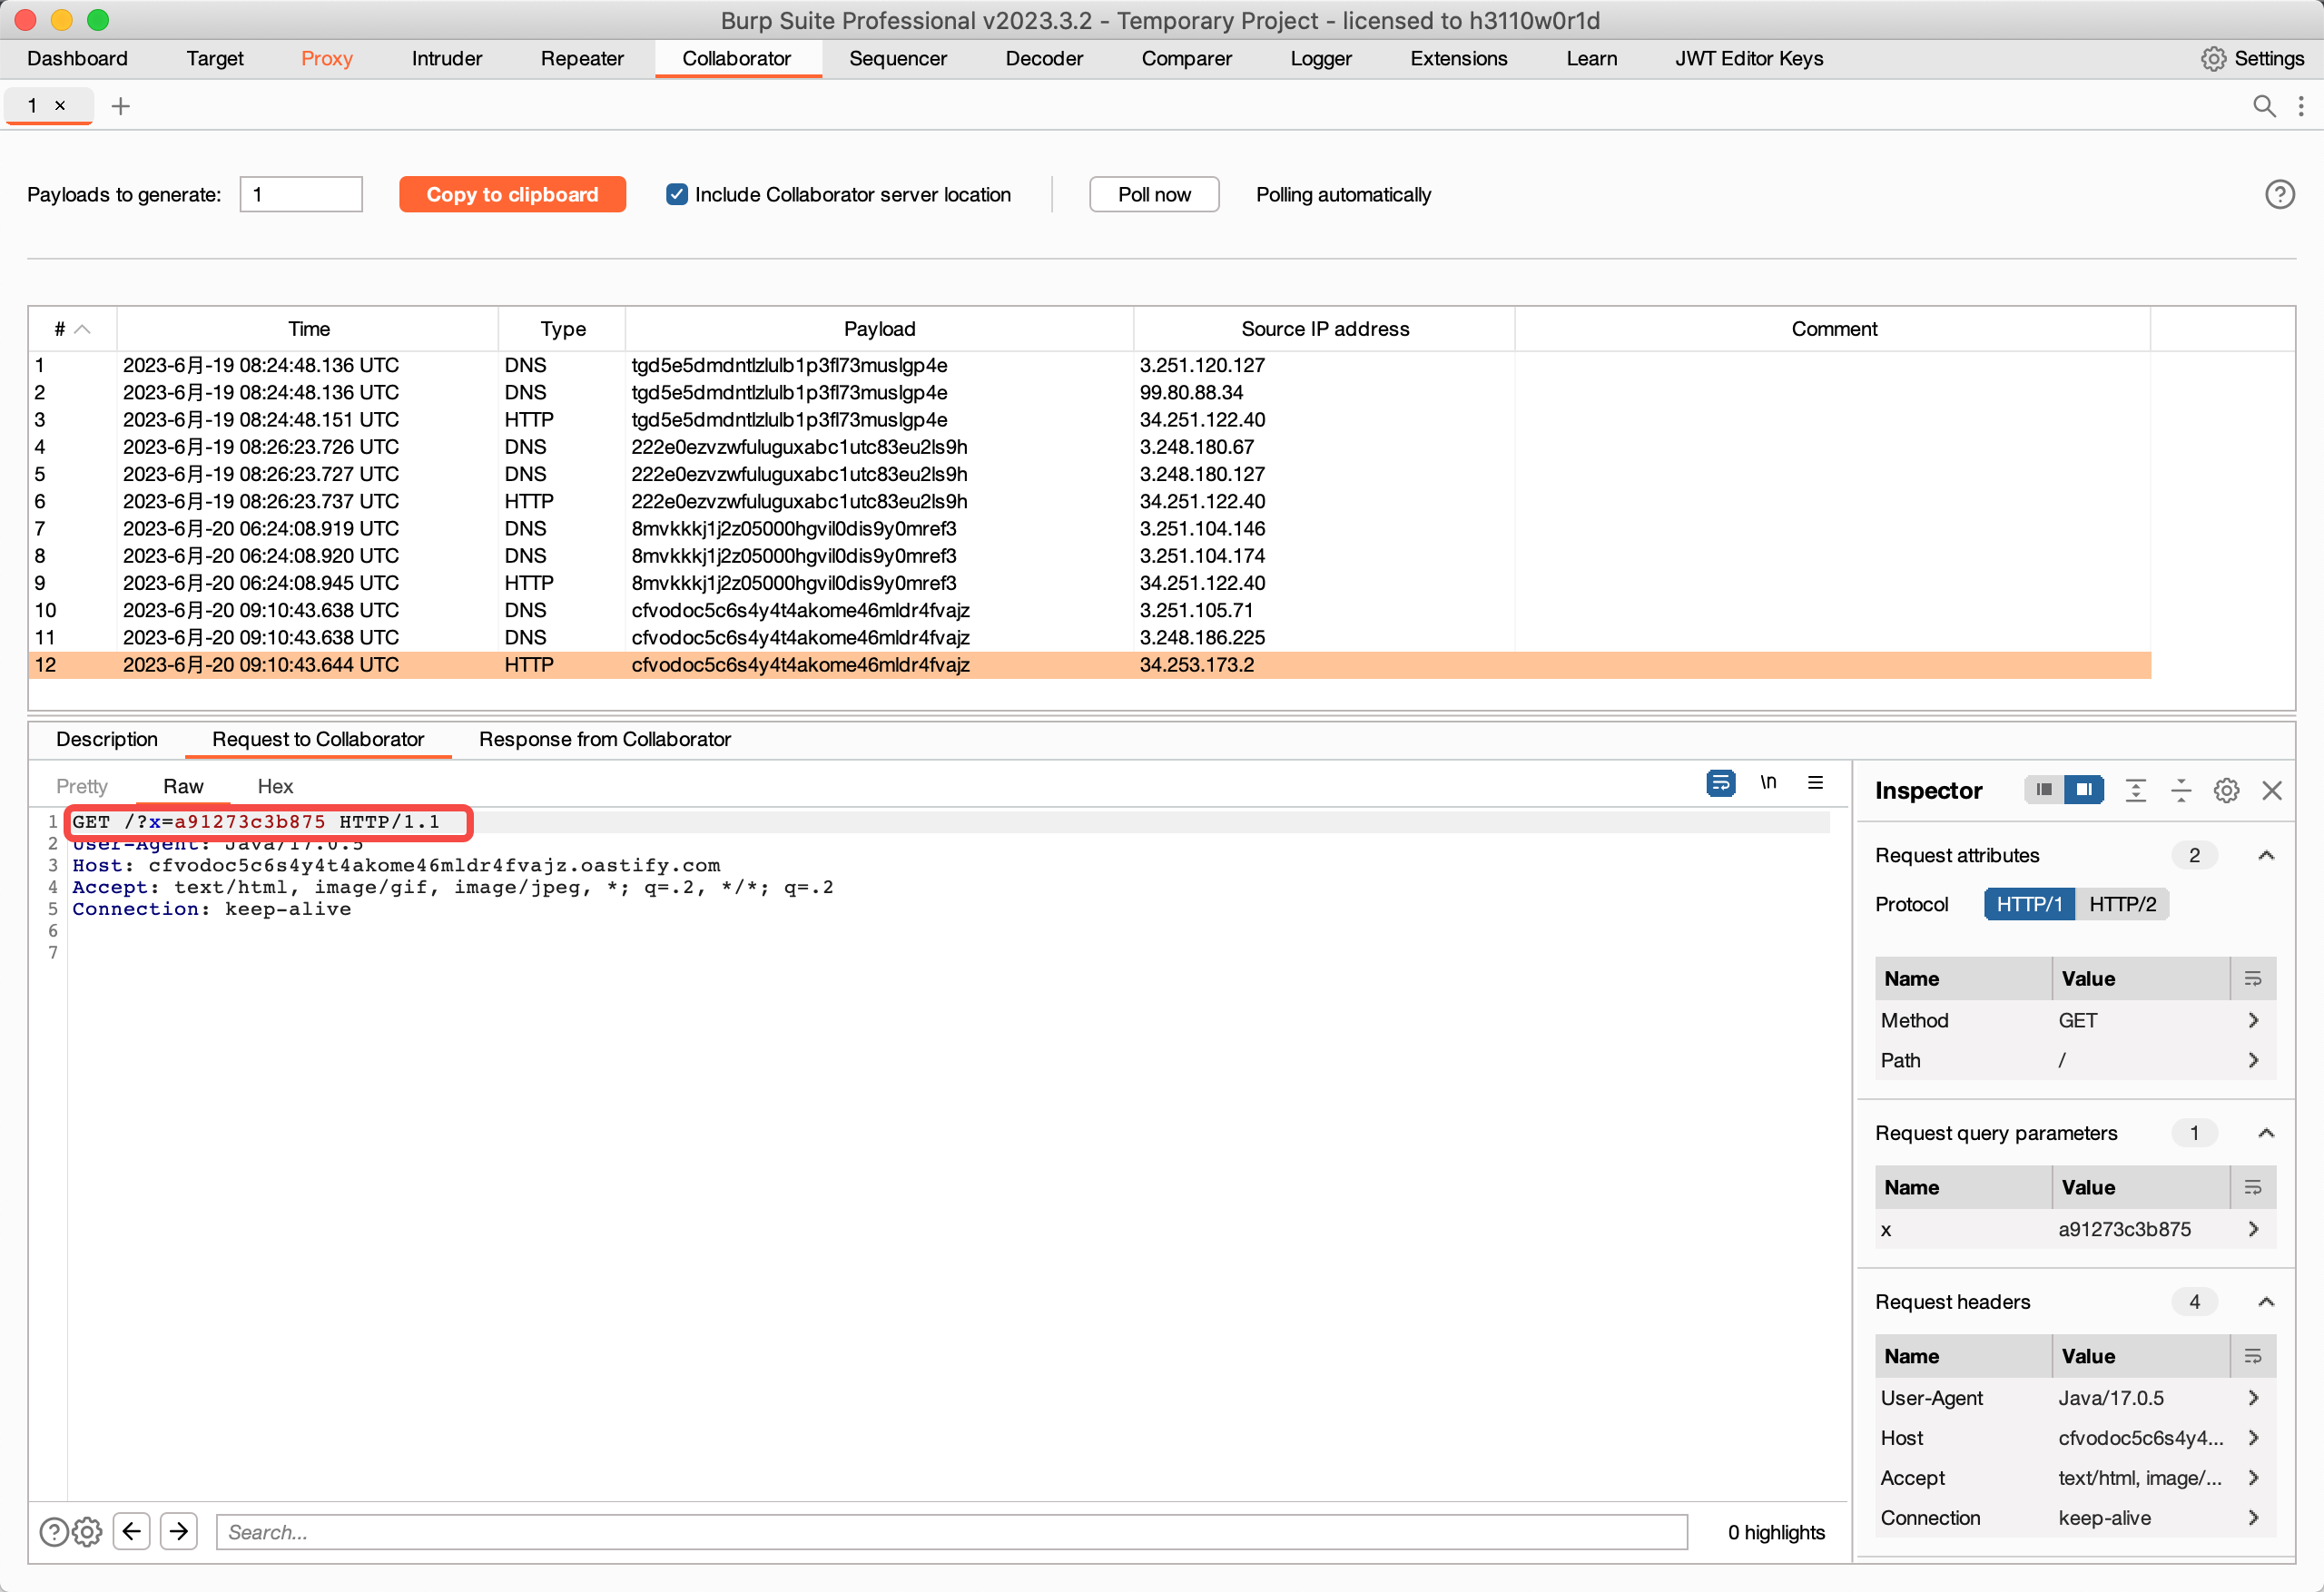 Burp Suite Professional v2023.3.2 - Temporary Project - licensed to h3110w0r1d
Dashboard Target Proxy Intruder Repeater Collaborator Sequencer Decoder Comparer Logger Extensions Learn JWT Editor Keys Settings
1 × +
Payloads to generate: 1 Copy to clipboard Include Collaborator server location Poll now Polling automatically ?
# Time Type Payload Source IP address Comment
1 2023-6月-19 08:24:48.136 UTC DNS tgd5e5dmdntlzlulb1p3fl73muslgp4e 3.251.120.127
2 2023-6月-19 08:24:48.136 UTC DNS tgd5e5dmdntlzlulb1p3fl73muslgp4e 99.80.88.34
3 2023-6月-19 08:24:48.151 UTC HTTP tgd5e5dmdntlzlulb1p3fl73muslgp4e 34.251.122.40
4 2023-6月-19 08:26:23.726 UTC DNS 222e0ezvzwfuluguxabc1utc83eu2ls9h 3.248.180.67
5 2023-6月-19 08:26:23.727 UTC DNS 222e0ezvzwfuluguxabc1utc83eu2ls9h 3.248.180.127
6 2023-6月-19 08:26:23.737 UTC HTTP 222e0ezvzwfuluguxabc1utc83eu2ls9h 34.251.122.40
7 2023-6月-20 06:24:08.919 UTC DNS 8mvkkkj1j2z05000hgvil0dis9y0mref3 3.251.104.146
8 2023-6月-20 06:24:08.920 UTC DNS 8mvkkkj1j2z05000hgvil0dis9y0mref3 3.251.104.174
9 2023-6月-20 06:24:08.945 UTC HTTP 8mvkkkj1j2z05000hgvil0dis9y0mref3 34.251.122.40
10 2023-6月-20 09:10:43.638 UTC DNS cfvodoc5c6s4y4t4akome46mldr4fvajz 3.251.105.71
11 2023-6月-20 09:10:43.638 UTC DNS cfvodoc5c6s4y4t4akome46mldr4fvajz 3.248.186.225
12 2023-6月-20 09:10:43.644 UTC HTTP cfvodoc5c6s4y4t4akome46mldr4fvajz 34.253.173.2
Description Request to Collaborator Response from Collaborator
Pretty Raw Hex \n
1 GET /?x=a91273c3b875 HTTP/1.1
2 User-Agent: Java/17.0.5
3 Host: cfvodoc5c6s4y4t4akome46mldr4fvajz.oastify.com
4 Accept: text/html, image/gif, image/jpeg, *; q=.2, */*; q=.2
5 Connection: keep-alive
6
7
Inspector
Request attributes 2
Protocol HTTP/1 HTTP/2
Name Value
Method GET
Path /
Request query parameters 1
Name Value
x a91273c3b875
Request headers 4
Name Value
User-Agent Java/17.0.5
Host cfvodoc5c6s4y4...
Accept text/html, image/...
Connection keep-alive
? Search... 0 highlights